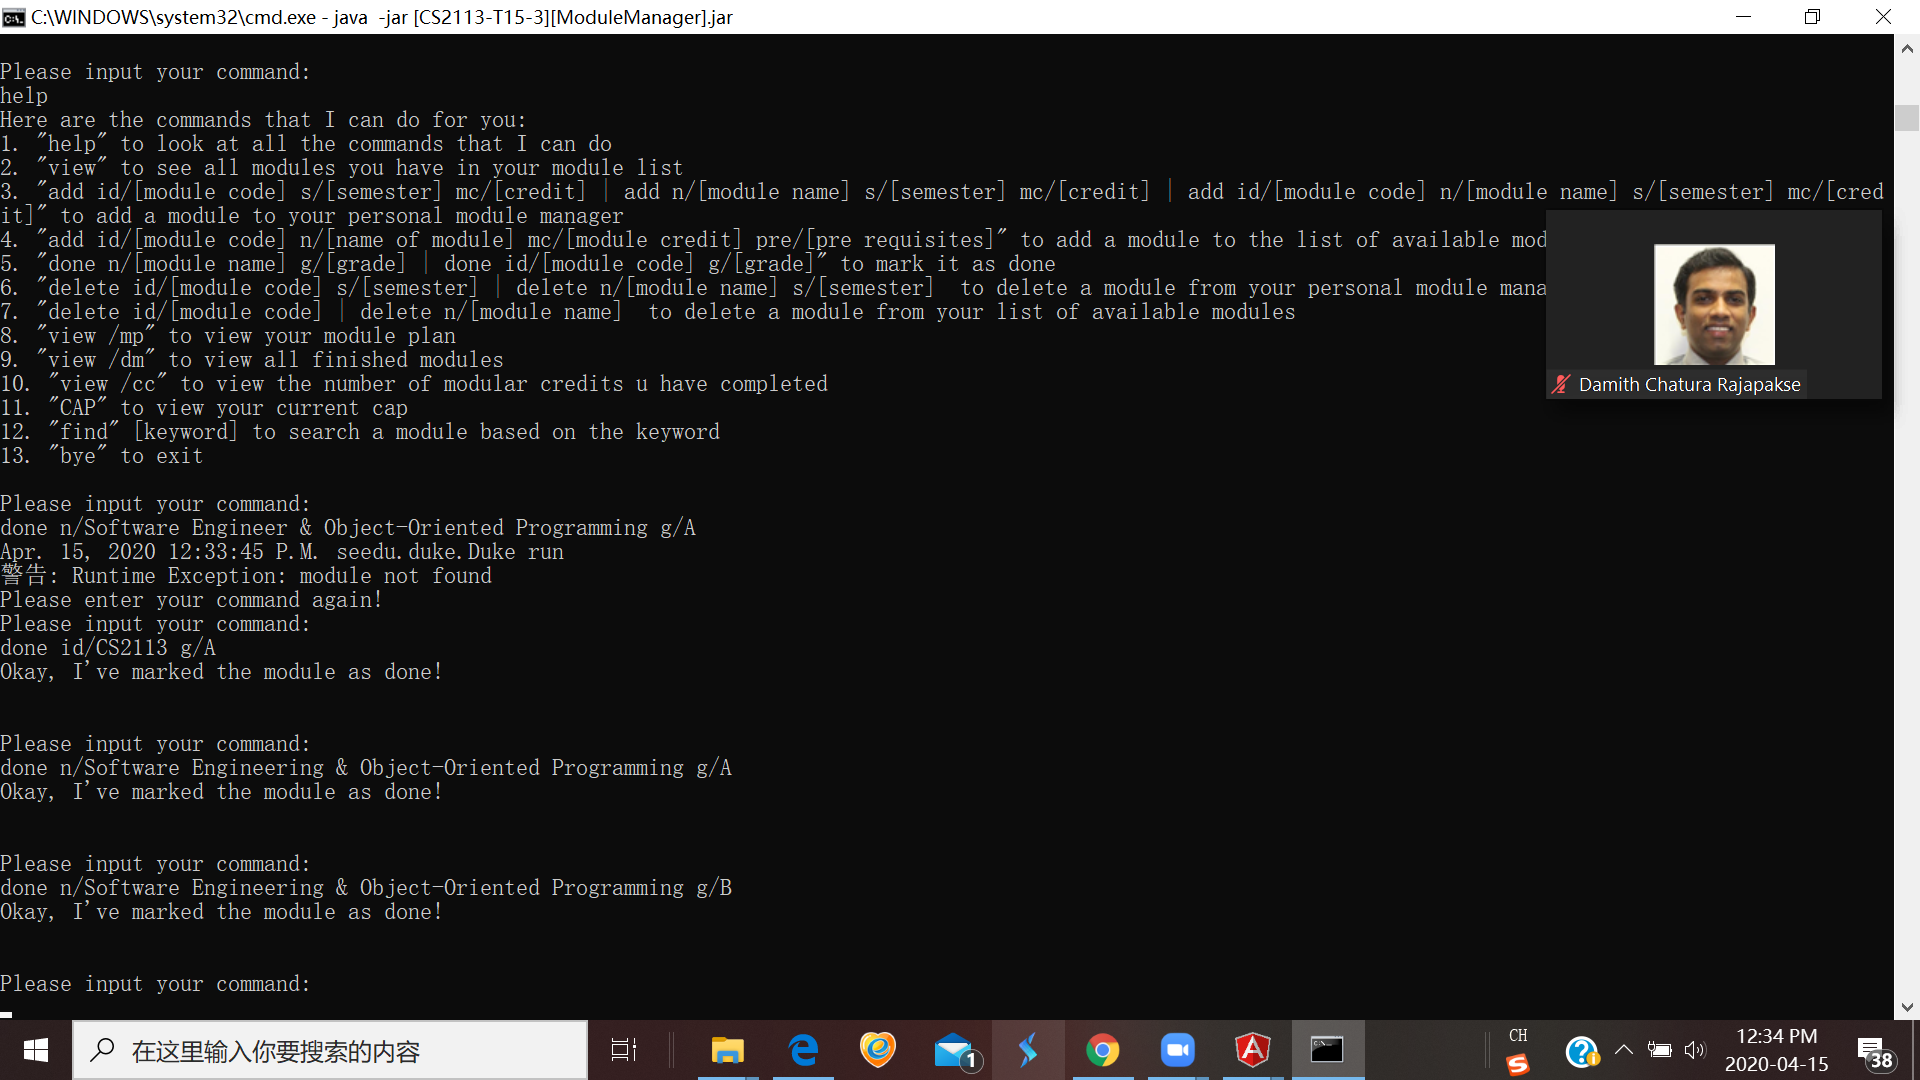 C:\WINDOWS\system32\cmd.exe - java  -jar [CS2113-T15-3][ModuleManager].jar
Please input your command:
help
Here are the commands that I can do for you:
1. "help" to look at all the commands that I can do
2. "view" to see all modules you have in your module list
3. "add id/[module code] s/[semester] mc/[credit] | add n/[module name] s/[semester] mc/[credit] | add id/[module code] n/[module name] s/[semester] mc/[cred
it]" to add a module to your personal module manager
4. "add id/[module code] n/[name of module] mc/[module credit] pre/[pre requisites]" to add a module to the list of available mod
5. "done n/[module name] g/[grade] | done id/[module code] g/[grade]" to mark it as done
6. "delete id/[module code] s/[semester] | delete n/[module name] s/[semester]  to delete a module from your personal module mana
7. "delete id/[module code] | delete n/[module name]  to delete a module from your list of available modules
8. "view /mp" to view your module plan
9. "view /dm" to view all finished modules
10. "view /cc" to view the number of modular credits u have completed
11. "CAP" to view your current cap
12. "find" [keyword] to search a module based on the keyword
13. "bye" to exit
Damith Chatura Rajapakse
Please input your command:
done n/Software Engineer & Object-Oriented Programming g/A
Apr. 15, 2020 12:33:45 P.M. seedu.duke.Duke run
警告: Runtime Exception: module not found
Please enter your command again!
Please input your command:
done id/CS2113 g/A
Okay, I've marked the module as done!
Please input your command:
done n/Software Engineering & Object-Oriented Programming g/A
Okay, I've marked the module as done!
Please input your command:
done n/Software Engineering & Object-Oriented Programming g/B
Okay, I've marked the module as done!
Please input your command:
在这里输入你要搜索的内容
1
CH
12:34 PM
2020-04-15
38